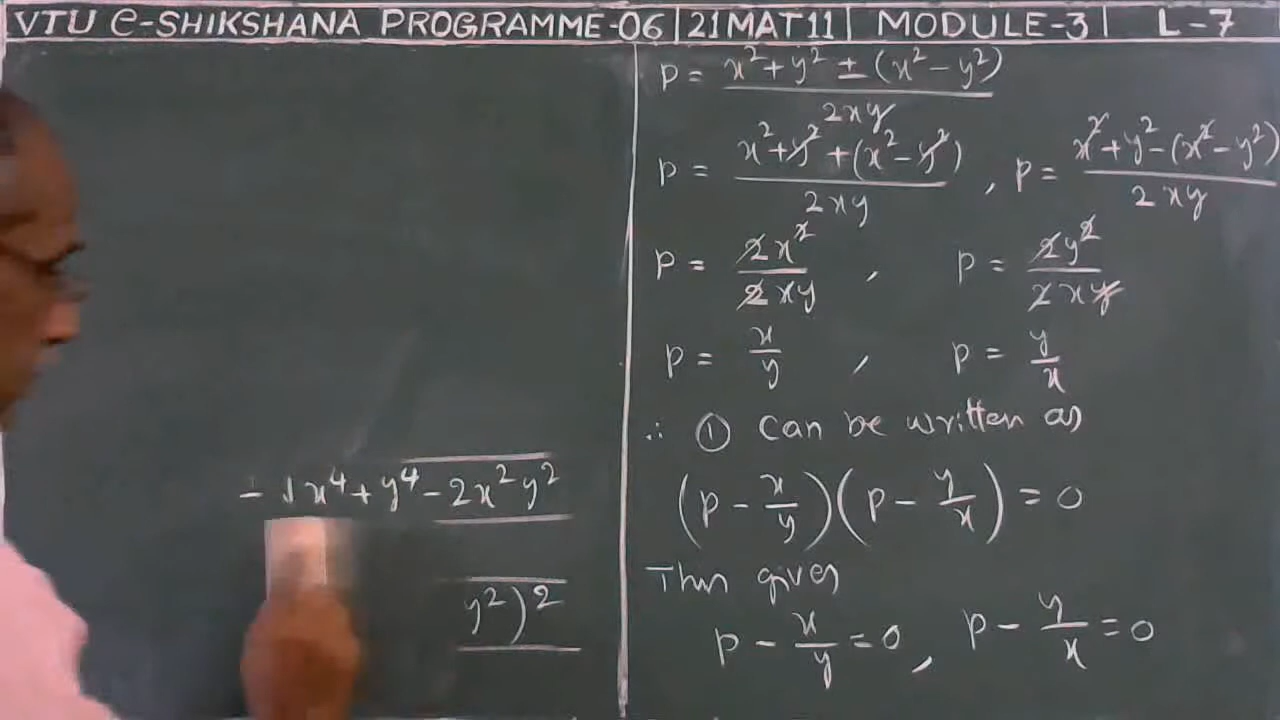 VTU e-SHIKSHANA PROGRAMME-06 | 21MAT11 | MODULE-3 | L-7
x⁴ + y⁴ - 2x²y²
y²)²
p = x² + y² ± (x² - y²) / 2xy
p = x² + y² + (x² - y²) / 2xy , p = x² + y² - (x² - y²) / 2xy
p = 2x² / 2xy , p = 2y² / 2xy
p = x/y , p = y/x
∴ ① Can be written as
(p - x/y)(p - y/x) = 0
This gives
p - x/y = 0 , p - y/x = 0